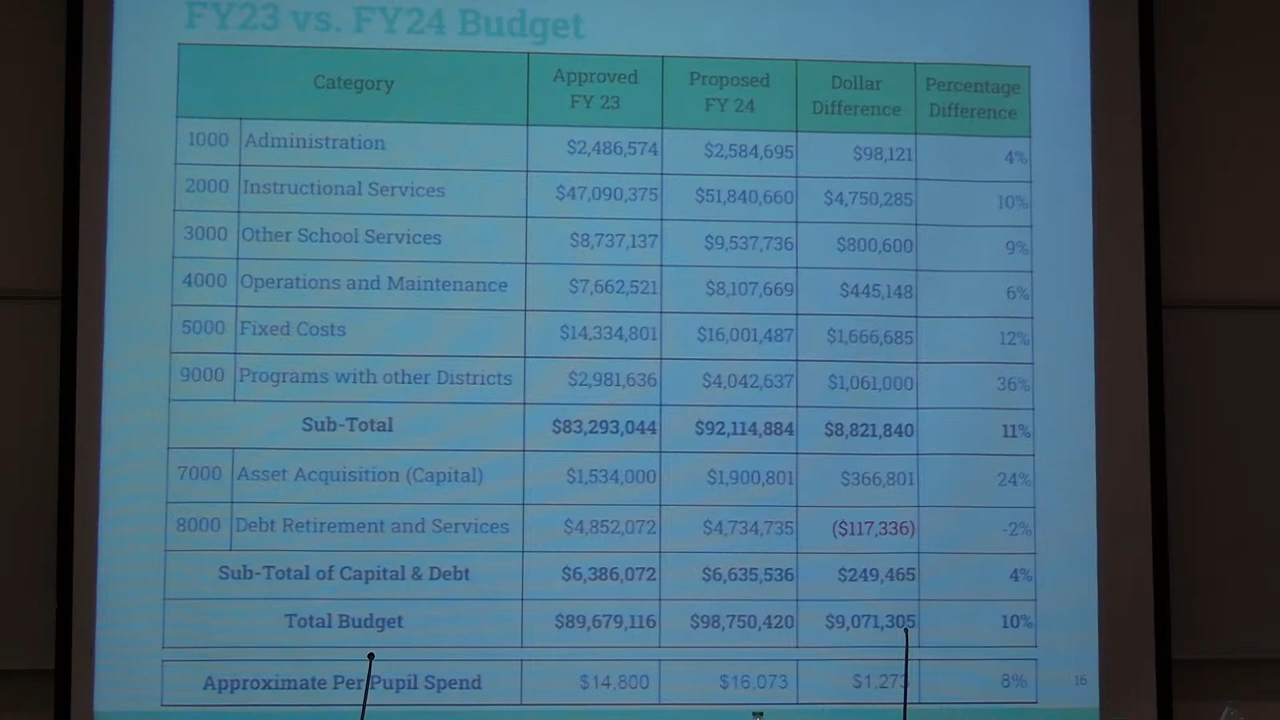 FY23 vs. FY24 Budget
Category Approved FY 23 Proposed FY 24 Dollar Difference Percentage Difference
1000 Administration $2,486,574 $2,584,695 $98,121 4%
2000 Instructional Services $47,090,375 $51,840,660 $4,750,285 10%
3000 Other School Services $8,737,137 $9,537,736 $800,600 9%
4000 Operations and Maintenance $7,662,521 $8,107,669 $445,148 6%
5000 Fixed Costs $14,334,801 $16,001,487 $1,666,685 12%
9000 Programs with other Districts $2,981,636 $4,042,637 $1,061,000 36%
Sub-Total $83,293,044 $92,114,884 $8,821,840 11%
7000 Asset Acquisition (Capital) $1,534,000 $1,900,801 $366,801 24%
8000 Debt Retirement and Services $4,852,072 $4,734,735 ($117,336) -2%
Sub-Total of Capital & Debt $6,386,072 $6,635,536 $249,465 4%
Total Budget $89,679,116 $98,750,420 $9,071,305 10%
Approximate Per Pupil Spend $14,800 $16,073 $1,273 8%
16